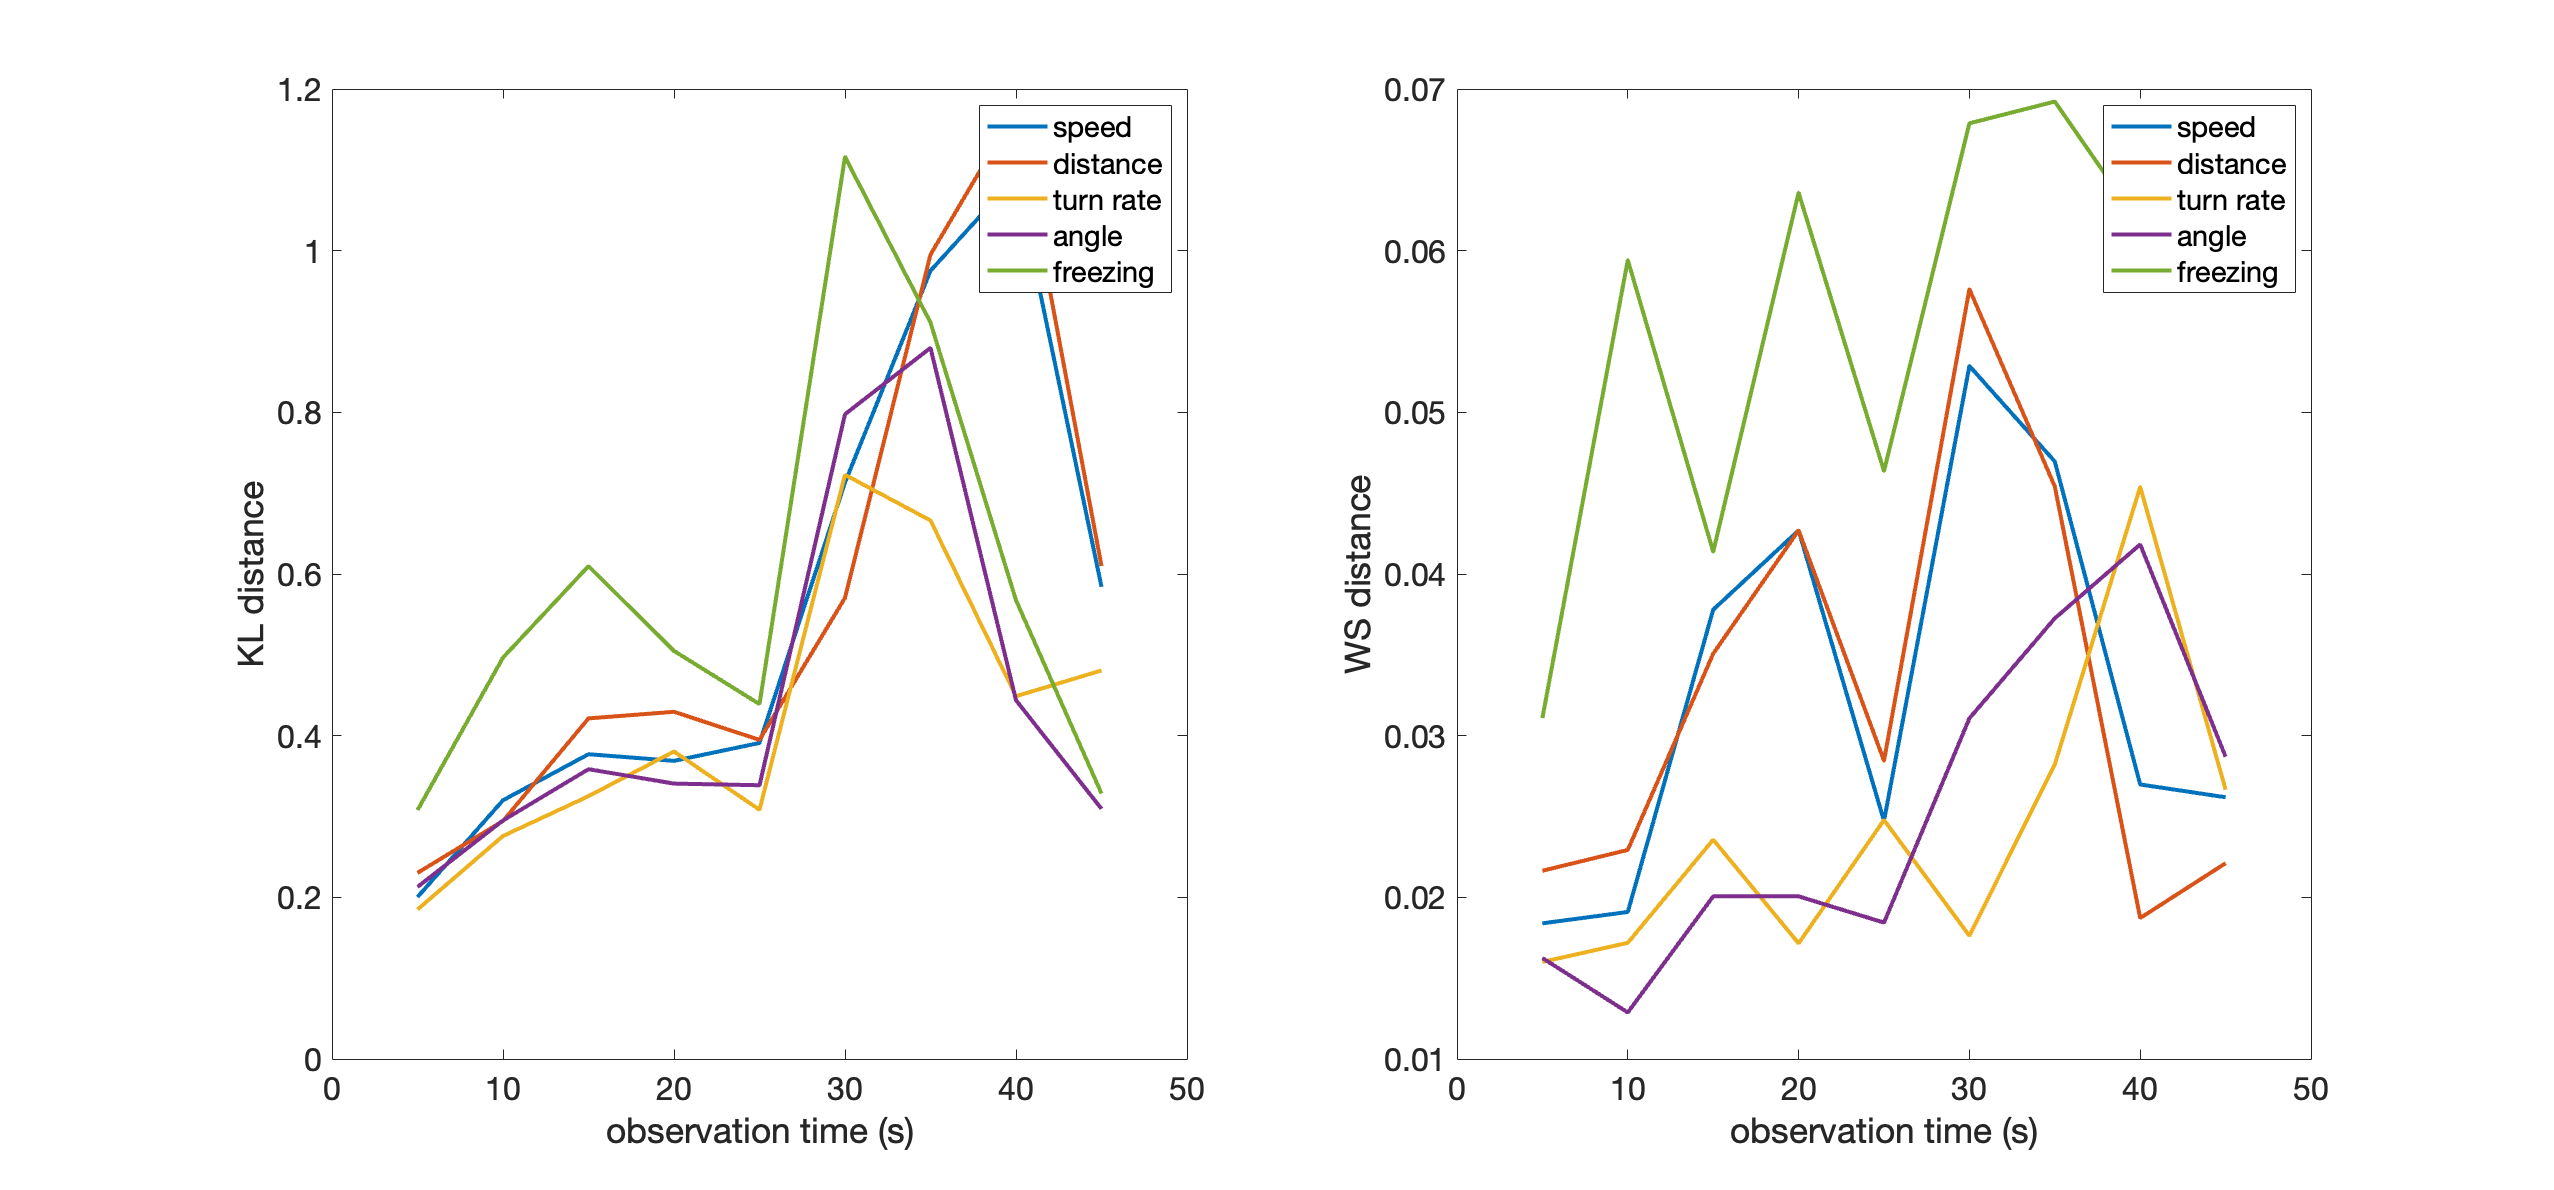 1.2
1
0.8
0.6
0.4
0.2
0
KL distance
0 10 20 30 40 50
observation time (s)
speed
distance
turn rate
angle
freezing
0.07
0.06
0.05
0.04
0.03
0.02
0.01
WS distance
0 10 20 30 40 50
observation time (s)
speed
distance
turn rate
angle
freezing